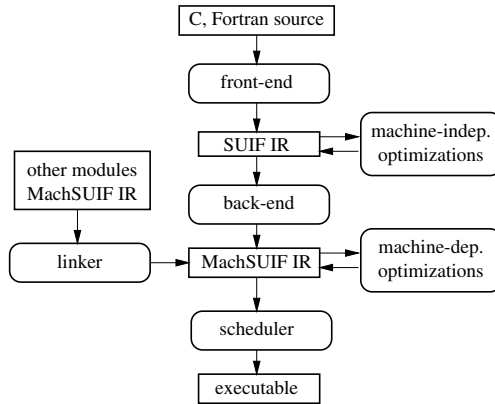 C, Fortran source
front-end
SUIF IR
machine-indep.
optimizations
other modules
MachSUIF IR
back-end
linker
MachSUIF IR
machine-dep.
optimizations
scheduler
executable